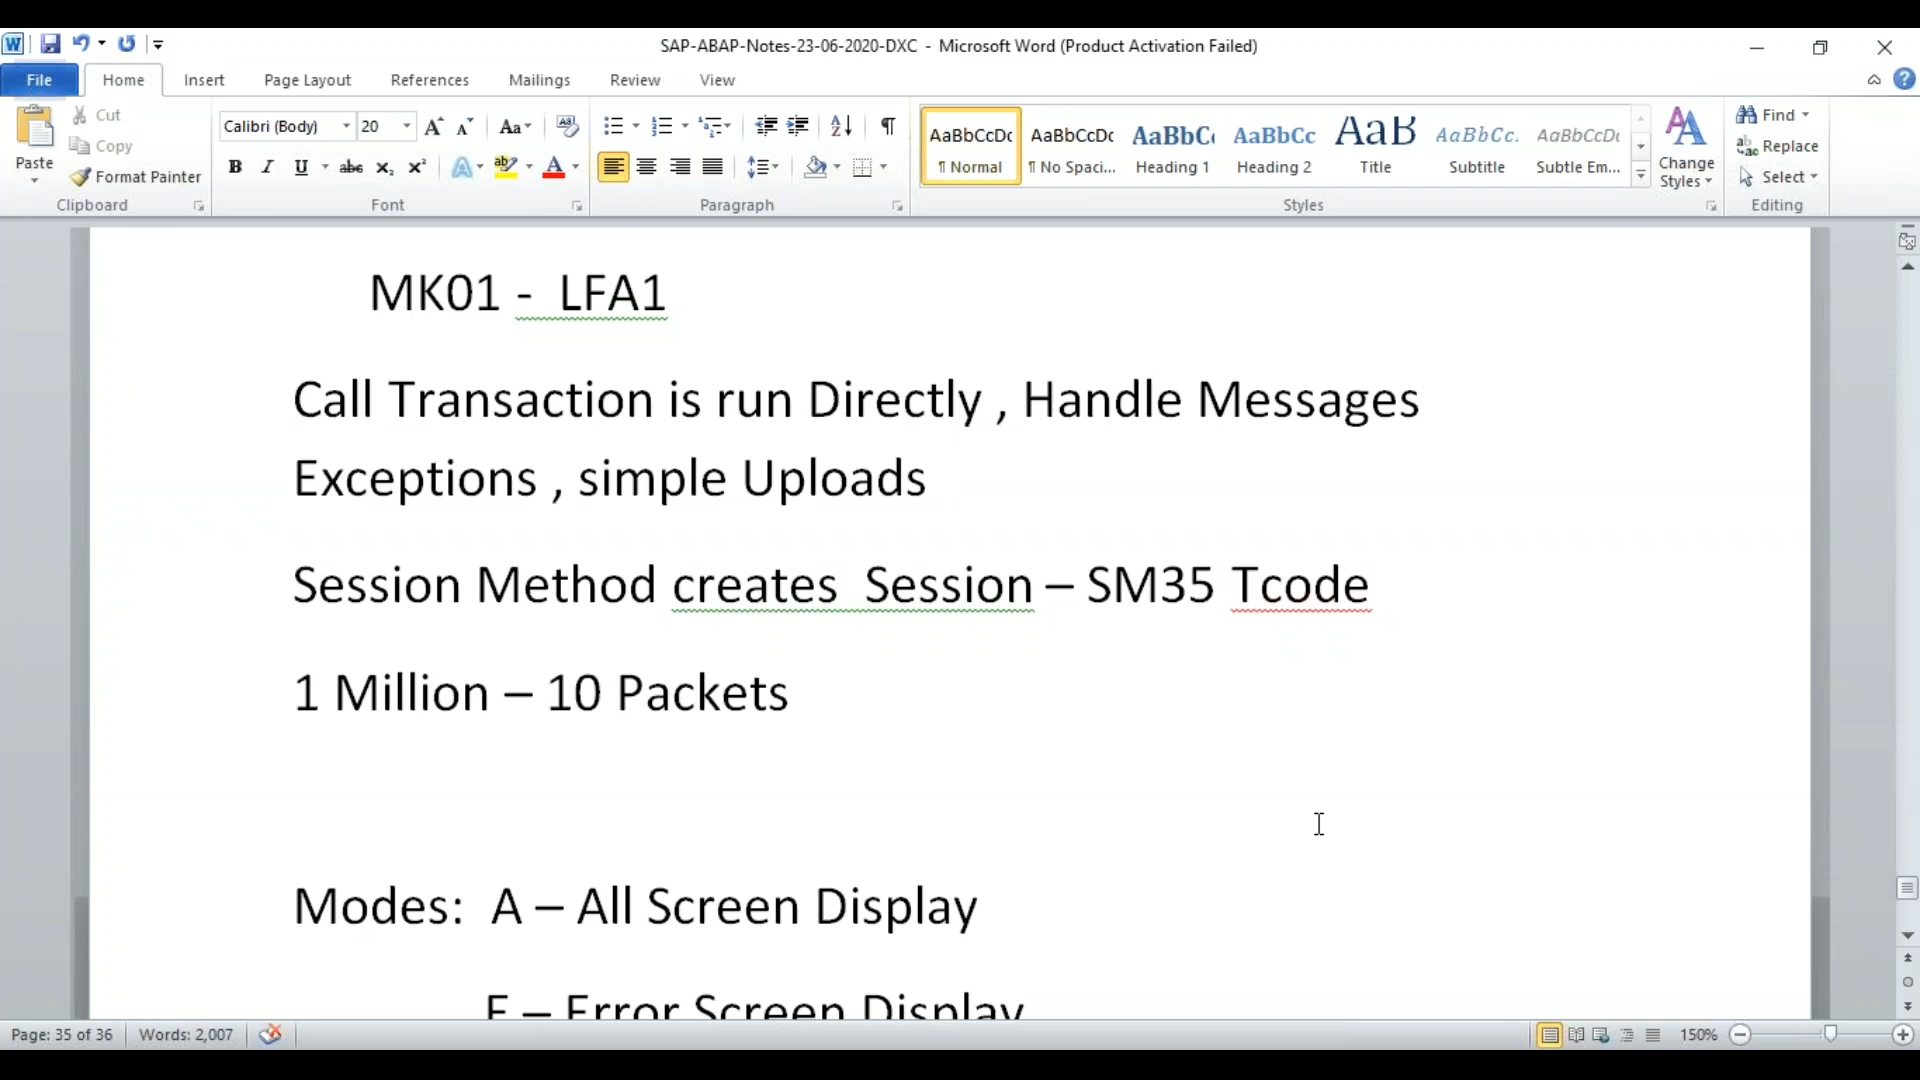 SAP-ABAP-Notes-23-06-2020-DXC - Microsoft Word (Product Activation Failed)
File Home Insert Page Layout References Mailings Review View
Paste
Cut
Copy
Format Painter
Clipboard
Calibri (Body) 20
Font
Paragraph
AaBbCcDc AaBbCcDc AaBbC AaBbCc AaB AaBbCc. AaBbCcDc
¶ Normal ¶ No Spaci... Heading 1 Heading 2 Title Subtitle Subtle Em...
Change Styles
Styles
Find
Replace
Select
Editing
MK01 - LFA1
Call Transaction is run Directly , Handle Messages
Exceptions , simple Uploads
Session Method creates Session – SM35 Tcode
1 Million – 10 Packets
Modes: A – All Screen Display
E – Error Screen Display
Page: 35 of 36 Words: 2,007 150%